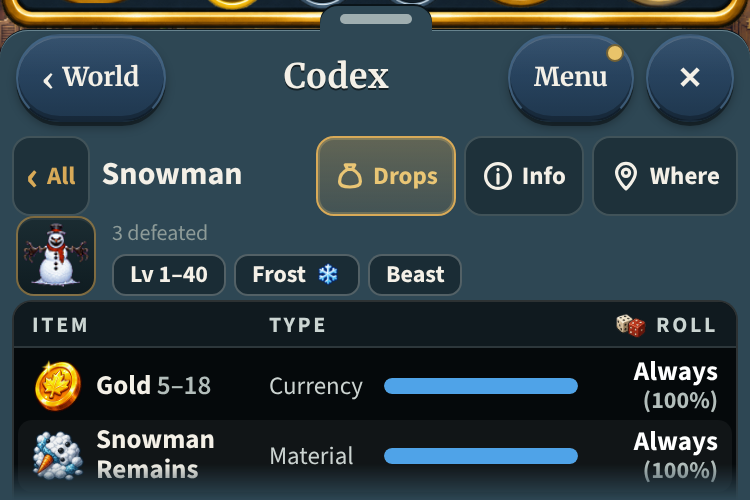 ‹ World
Codex
Menu
✕
‹ All
Snowman
Drops
Info
Where
3 defeated
Lv 1–40
Frost ❄️
Beast
ITEM
TYPE
ROLL
Gold 5–18
Currency
Always
(100%)
Snowman
Remains
Material
Always
(100%)